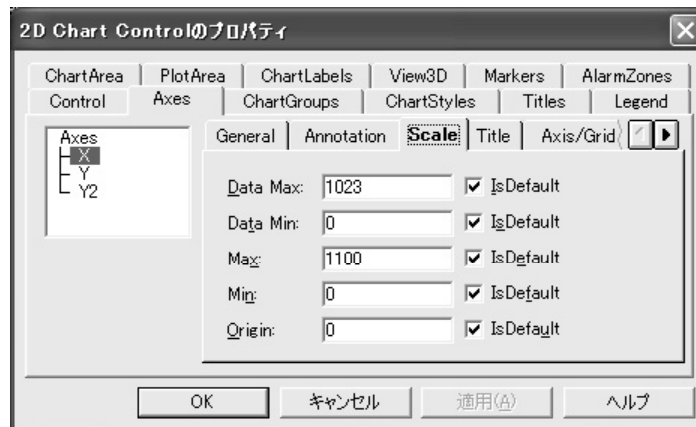 2D Chart Controlのプロパティ
ChartArea PlotArea ChartLabels View3D Markers AlarmZones
Control Axes ChartGroups ChartStyles Titles Legend
Axes
X
Y
Y2
General Annotation Scale Title Axis/Grid
Data Max: 1023 IsDefault
Data Min: 0 IsDefault
Max: 1100 IsDefault
Min: 0 IsDefault
Origin: 0 IsDefault
OK キャンセル 適用(A) ヘルプ